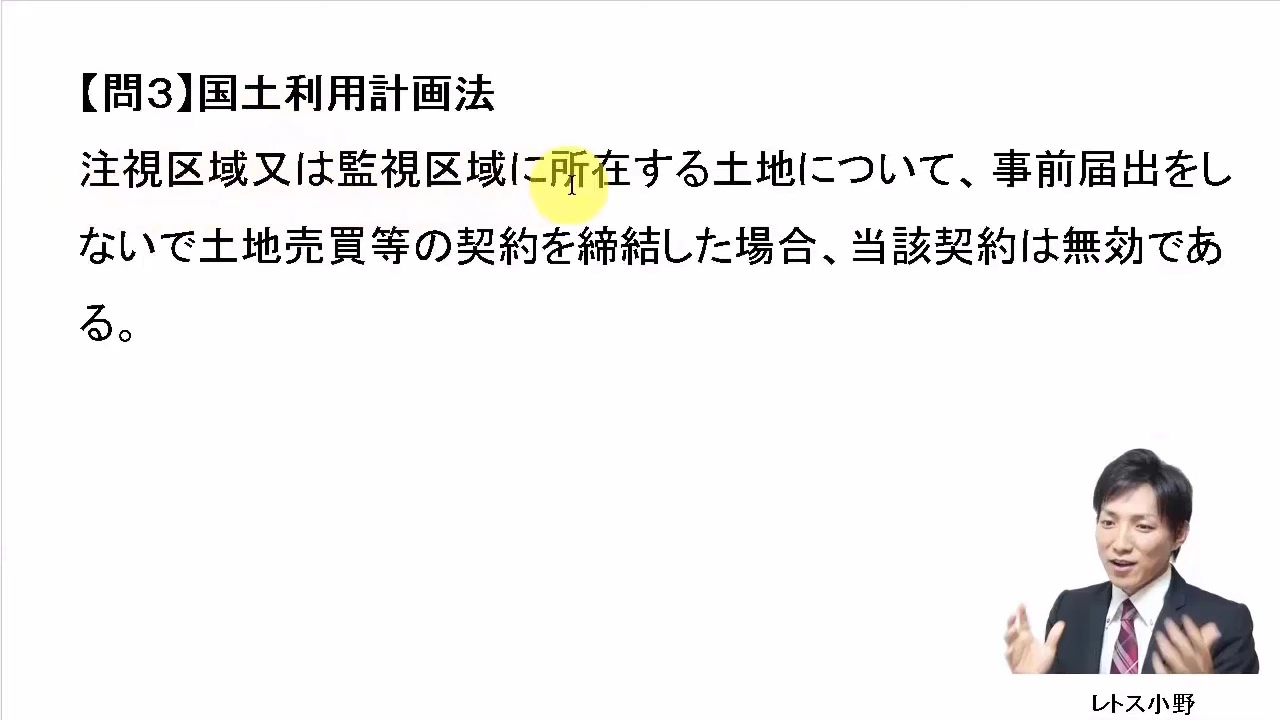 【問3】国土利用計画法
注視区域又は監視区域に所在する土地について、事前届出をし
ないで土地売買等の契約を締結した場合、当該契約は無効であ
る。
レトス小野